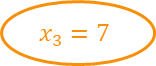 x₃ = 7